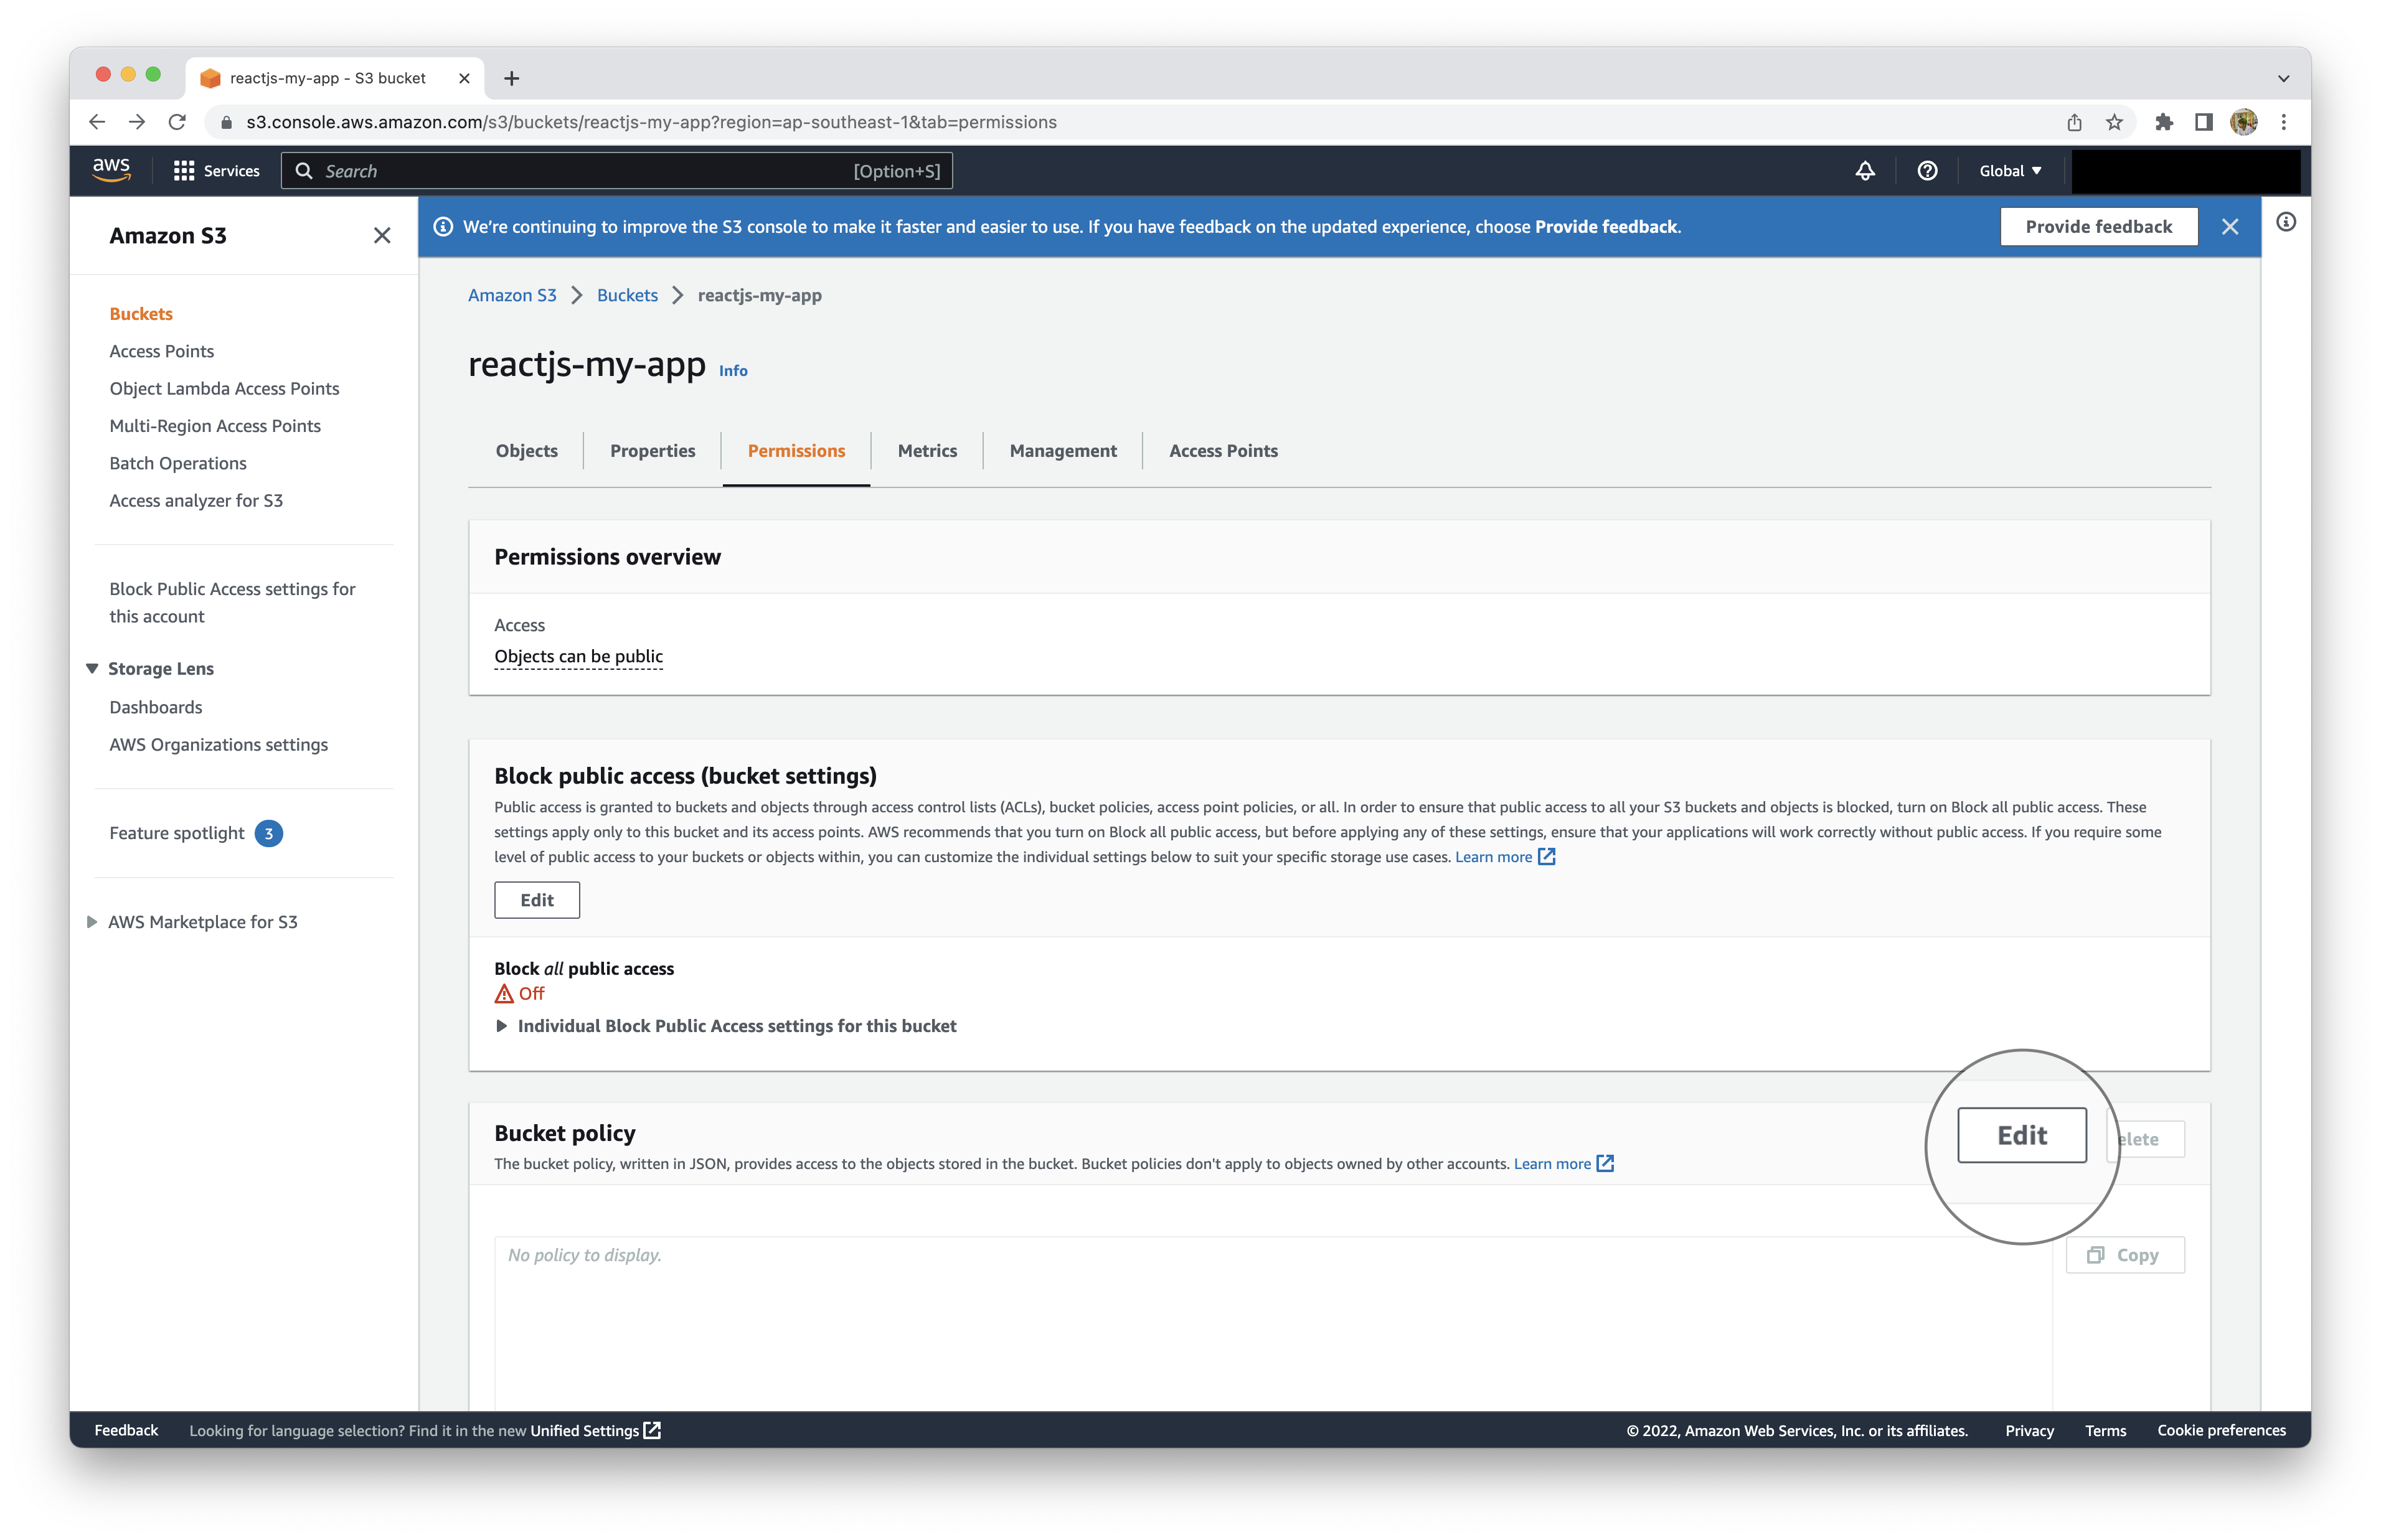 reactjs-my-app - S3 bucket
s3.console.aws.amazon.com/s3/buckets/reactjs-my-app?region=ap-southeast-1&tab=permissions
aws
Services
Search
[Option+S]
Global
Amazon S3
We're continuing to improve the S3 console to make it faster and easier to use. If you have feedback on the updated experience, choose Provide feedback.
Provide feedback
Buckets
Access Points
Object Lambda Access Points
Multi-Region Access Points
Batch Operations
Access analyzer for S3
Block Public Access settings for
this account
Storage Lens
Dashboards
AWS Organizations settings
Feature spotlight 3
AWS Marketplace for S3
Amazon S3 > Buckets > reactjs-my-app
reactjs-my-app Info
Objects
Properties
Permissions
Metrics
Management
Access Points
Permissions overview
Access
Objects can be public
Block public access (bucket settings)
Public access is granted to buckets and objects through access control lists (ACLs), bucket policies, access point policies, or all. In order to ensure that public access to all your S3 buckets and objects is blocked, turn on Block all public access. These
settings apply only to this bucket and its access points. AWS recommends that you turn on Block all public access, but before applying any of these settings, ensure that your applications will work correctly without public access. If you require some
level of public access to your buckets or objects within, you can customize the individual settings below to suit your specific storage use cases. Learn more
Edit
Block all public access
Off
Individual Block Public Access settings for this bucket
Bucket policy
The bucket policy, written in JSON, provides access to the objects stored in the bucket. Bucket policies don't apply to objects owned by other accounts. Learn more
Edit
elete
No policy to display.
Copy
Feedback
Looking for language selection? Find it in the new Unified Settings
© 2022, Amazon Web Services, Inc. or its affiliates.
Privacy
Terms
Cookie preferences